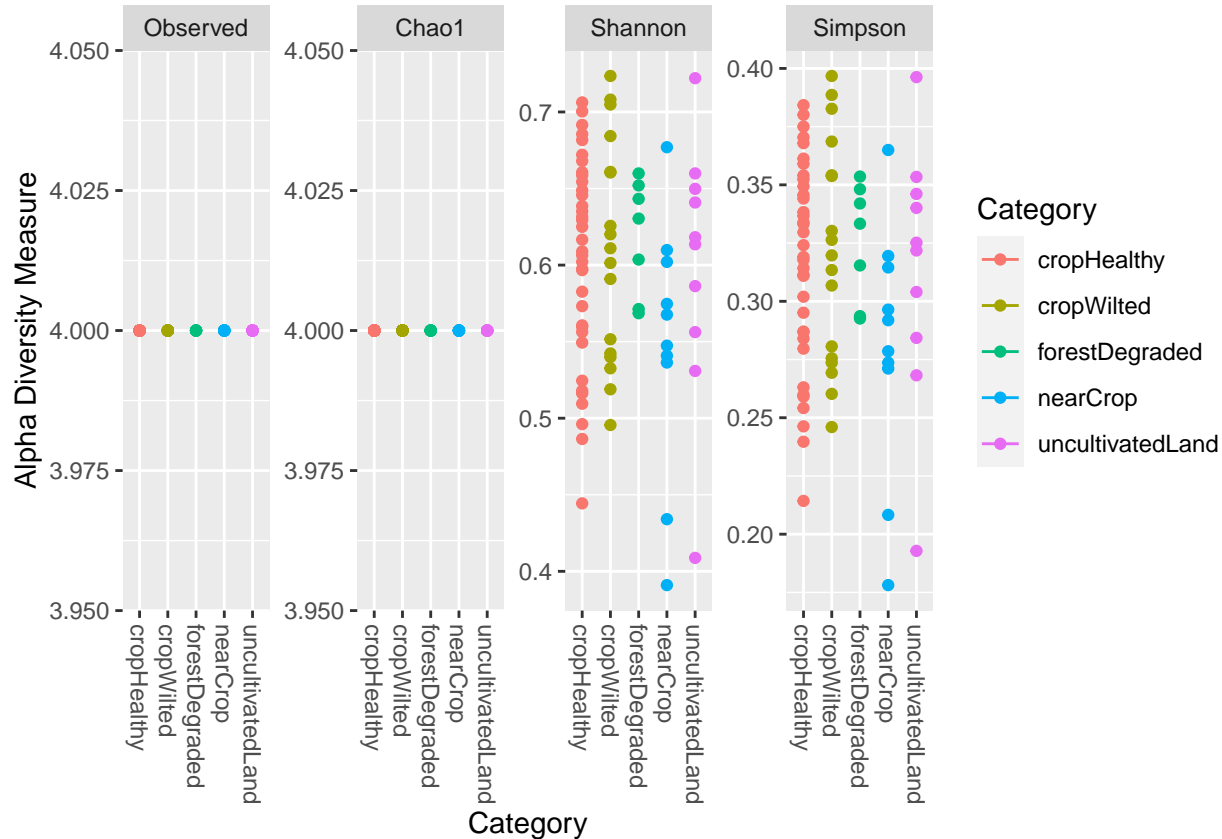 Observed
Chao1
Shannon
Simpson
Alpha Diversity Measure
4.050
4.025
4.000
3.975
3.950
4.050
4.025
4.000
3.975
3.950
0.7
0.6
0.5
0.4
0.40
0.35
0.30
0.25
0.20
cropHealthy
cropWilted
forestDegraded
nearCrop
uncultivatedLand
cropHealthy
cropWilted
forestDegraded
nearCrop
uncultivatedLand
cropHealthy
cropWilted
forestDegraded
nearCrop
uncultivatedLand
cropHealthy
cropWilted
forestDegraded
nearCrop
uncultivatedLand
Category
Category
cropHealthy
cropWilted
forestDegraded
nearCrop
uncultivatedLand